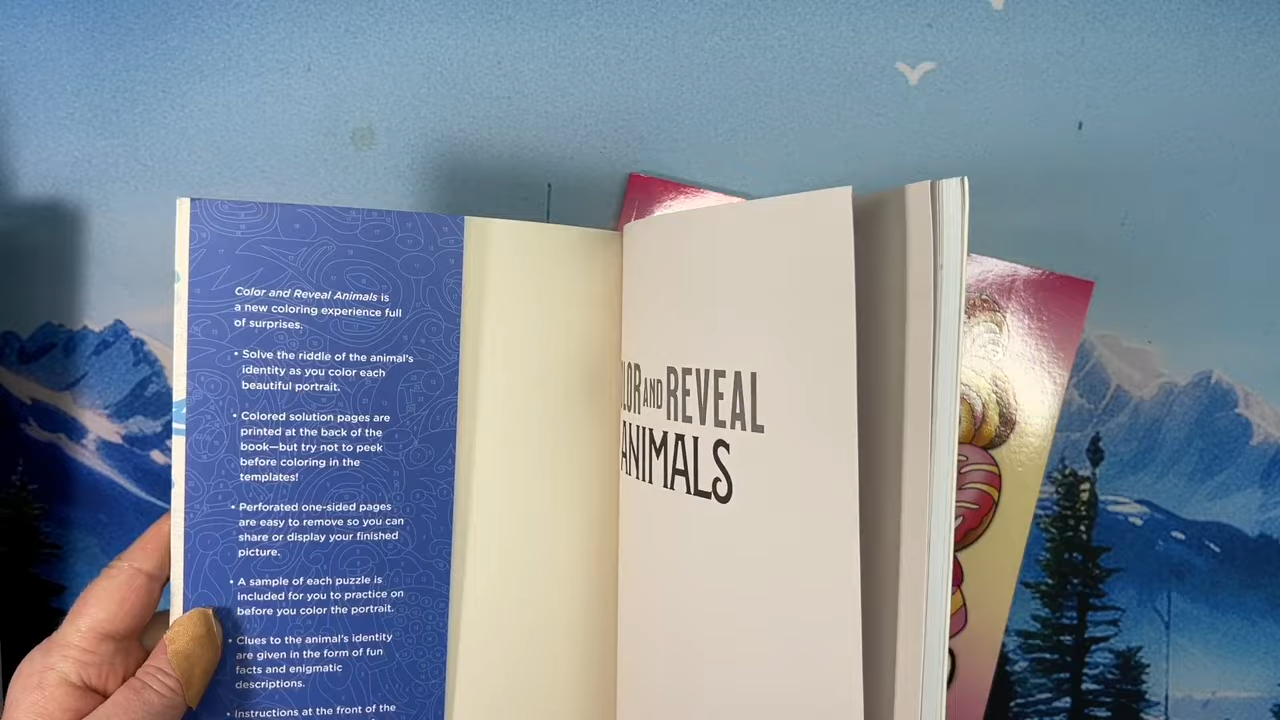 Color and Reveal Animals is
a new coloring experience full
of surprises.
• Solve the riddle of the animal's
identity as you color each
beautiful portrait.
• Colored solution pages are
printed at the back of the
book—but try not to peek
before coloring in the
templates!
• Perforated one-sided pages
are easy to remove so you can
share or display your finished
picture.
• A sample of each puzzle is
included for you to practice on
before you color the portrait.
• Clues to the animal's identity
are given in the form of fun
facts and enigmatic
descriptions.
• Instructions at the front of the
LOR AND REVEAL
ANIMALS